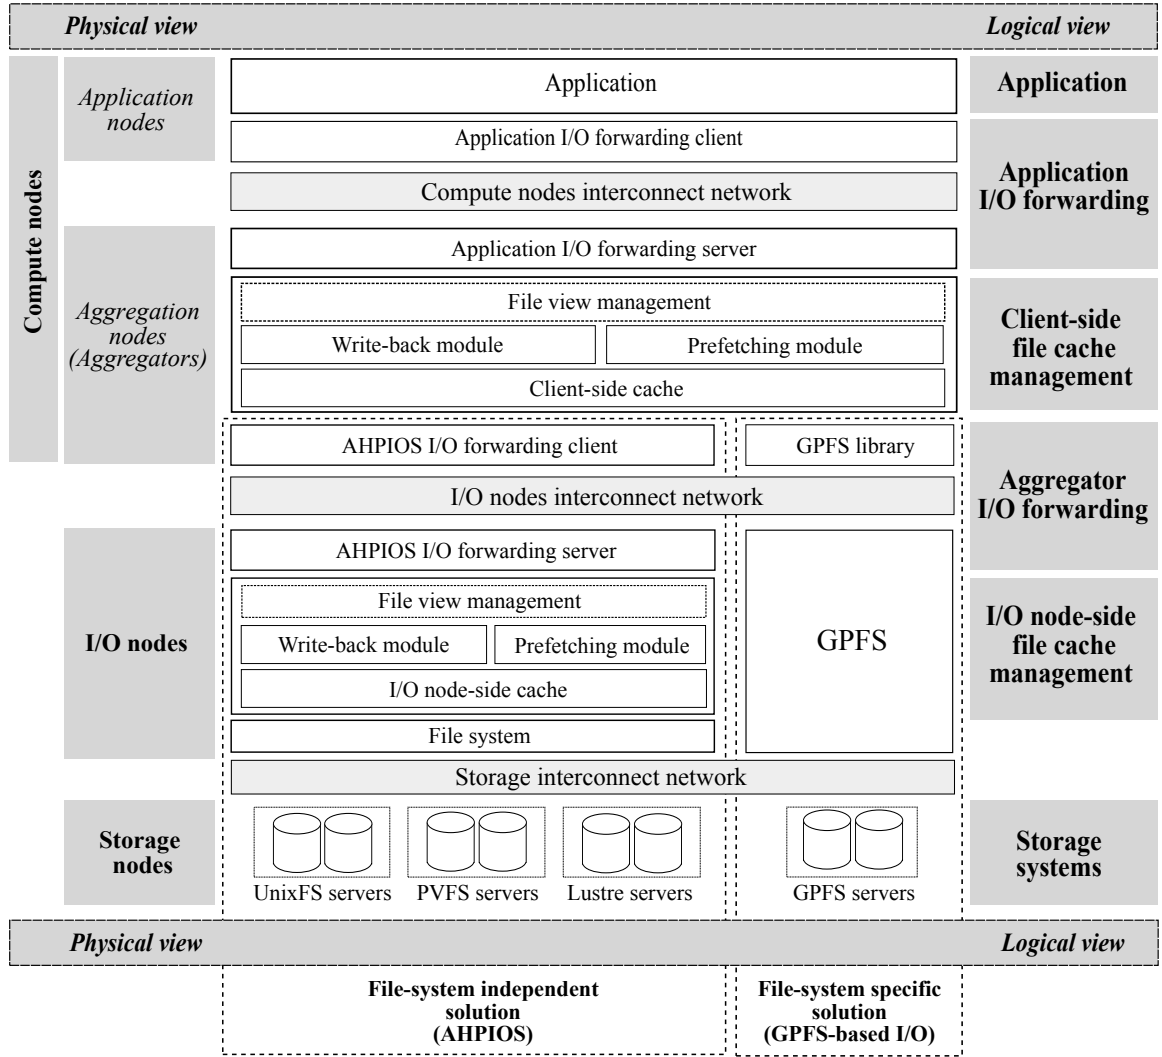 Physical view
Logical view
Compute nodes
Application
nodes
Application
Application
Application I/O forwarding client
Application
I/O forwarding
Compute nodes interconnect network
Aggregation
nodes
(Aggregators)
Application I/O forwarding server
File view management
Write-back module
Prefetching module
Client-side cache
Client-side
file cache
management
AHPIOS I/O forwarding client
GPFS library
Aggregator
I/O forwarding
I/O nodes interconnect network
I/O nodes
AHPIOS I/O forwarding server
File view management
Write-back module
Prefetching module
I/O node-side cache
File system
GPFS
I/O node-side
file cache
management
Storage interconnect network
Storage
nodes
UnixFS servers
PVFS servers
Lustre servers
GPFS servers
Storage
systems
Physical view
Logical view
File-system independent
solution
(AHPIOS)
File-system specific
solution
(GPFS-based I/O)